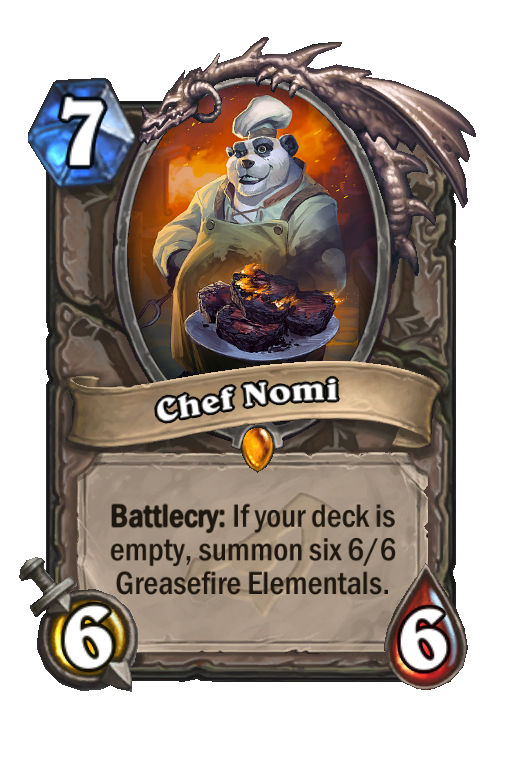 7
Chef Nomi
Battlecry: If your deck is
empty, summon six 6/6
Greasefire Elementals.
6
6